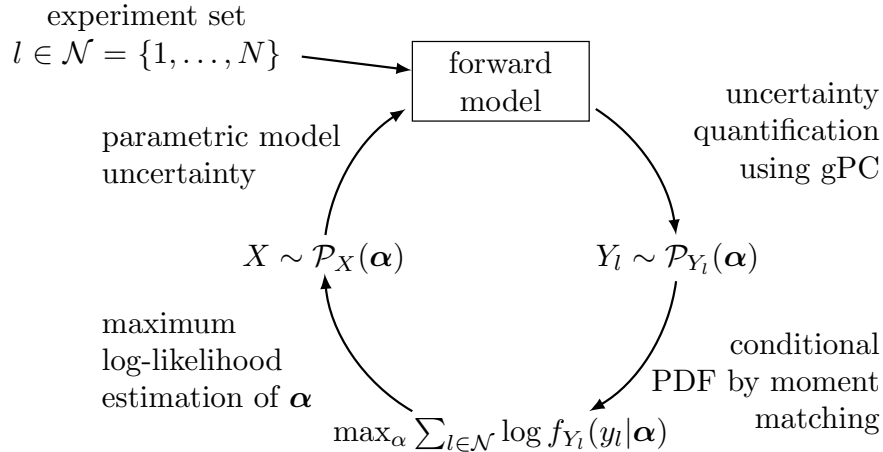 experiment set
l ∈ 𝒩 = {1, . . . , N}
forward
model
uncertainty
quantification
using gPC
parametric model
uncertainty
X ∼ 𝒫_X(𝜶)
Y_l ∼ 𝒫_{Y_l}(𝜶)
maximum
log-likelihood
estimation of 𝜶
conditional
PDF by moment
matching
max_α ∑_{l∈𝒩} log f_{Y_l}(y_l|𝜶)